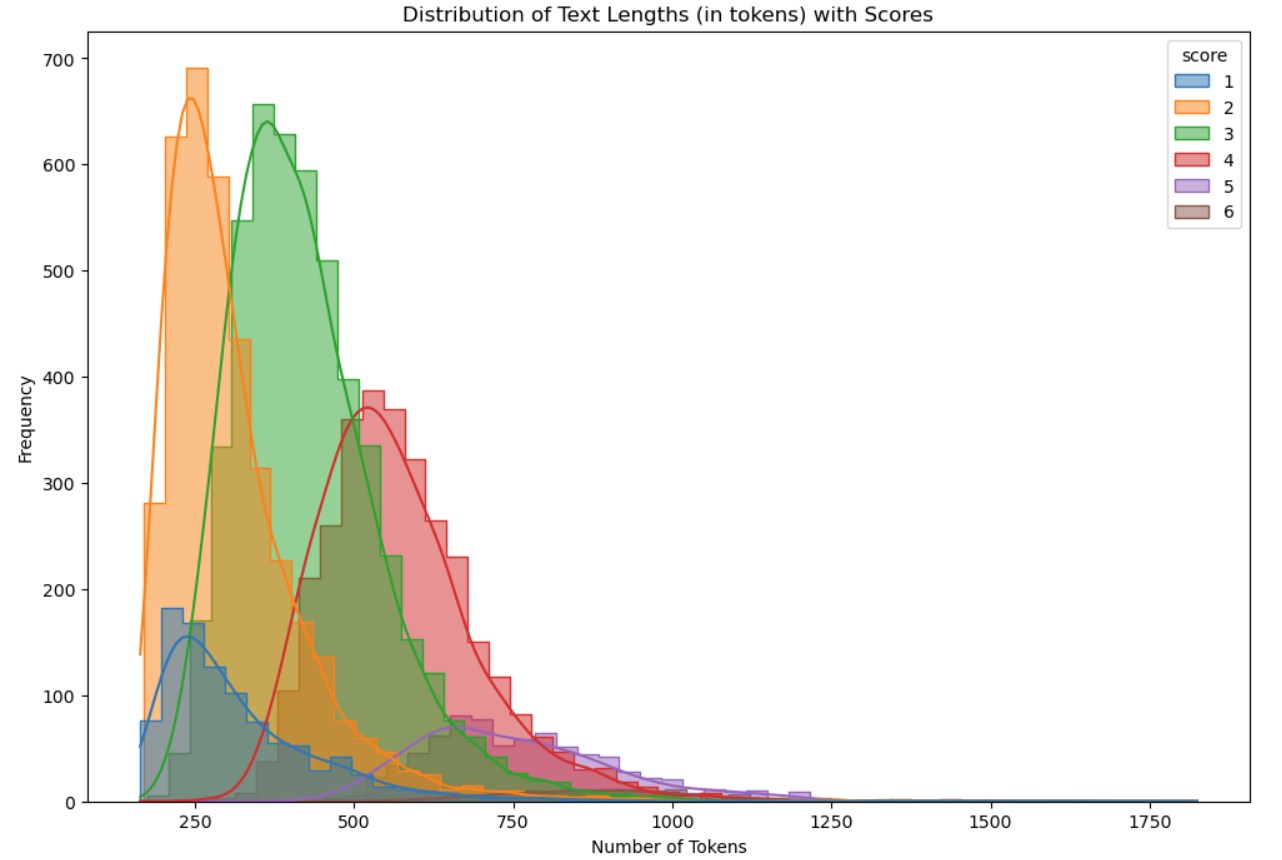 Distribution of Text Lengths (in tokens) with Scores
score
1
2
3
4
5
6
700
600
500
400
300
200
100
0
Frequency
250 500 750 1000 1250 1500 1750
Number of Tokens